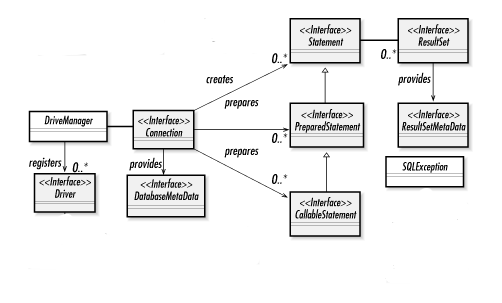 <<Interface>>
Statement
<<Interface>>
ResultSet
0..*
0..*
creates
provides
prepares
DriveManager
<<Interface>>
Connection
<<Interface>>
PreparedStatement
<<Interface>>
ResultSetMetaData
0..*
prepares
registers
0..*
provides
0..*
SQLException
<<Interface>>
Driver
<<Interface>>
DatabaseMetaData
<<Interface>>
CallableStatement